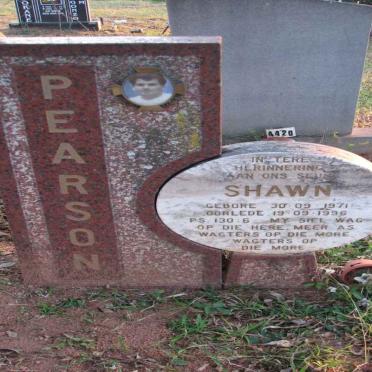 PEARSON
4420
IN TERE
HERINNERING
AAN ONS SEUN
SHAWN
GEBORE 30·09·1971
OORLEDE 19·09·1996
PS 130:6 MY SIEL WAG
OP DIE HERE, MEER AS
WAGTERS OP DIE MORE,
WAGTERS OP
DIE MORE